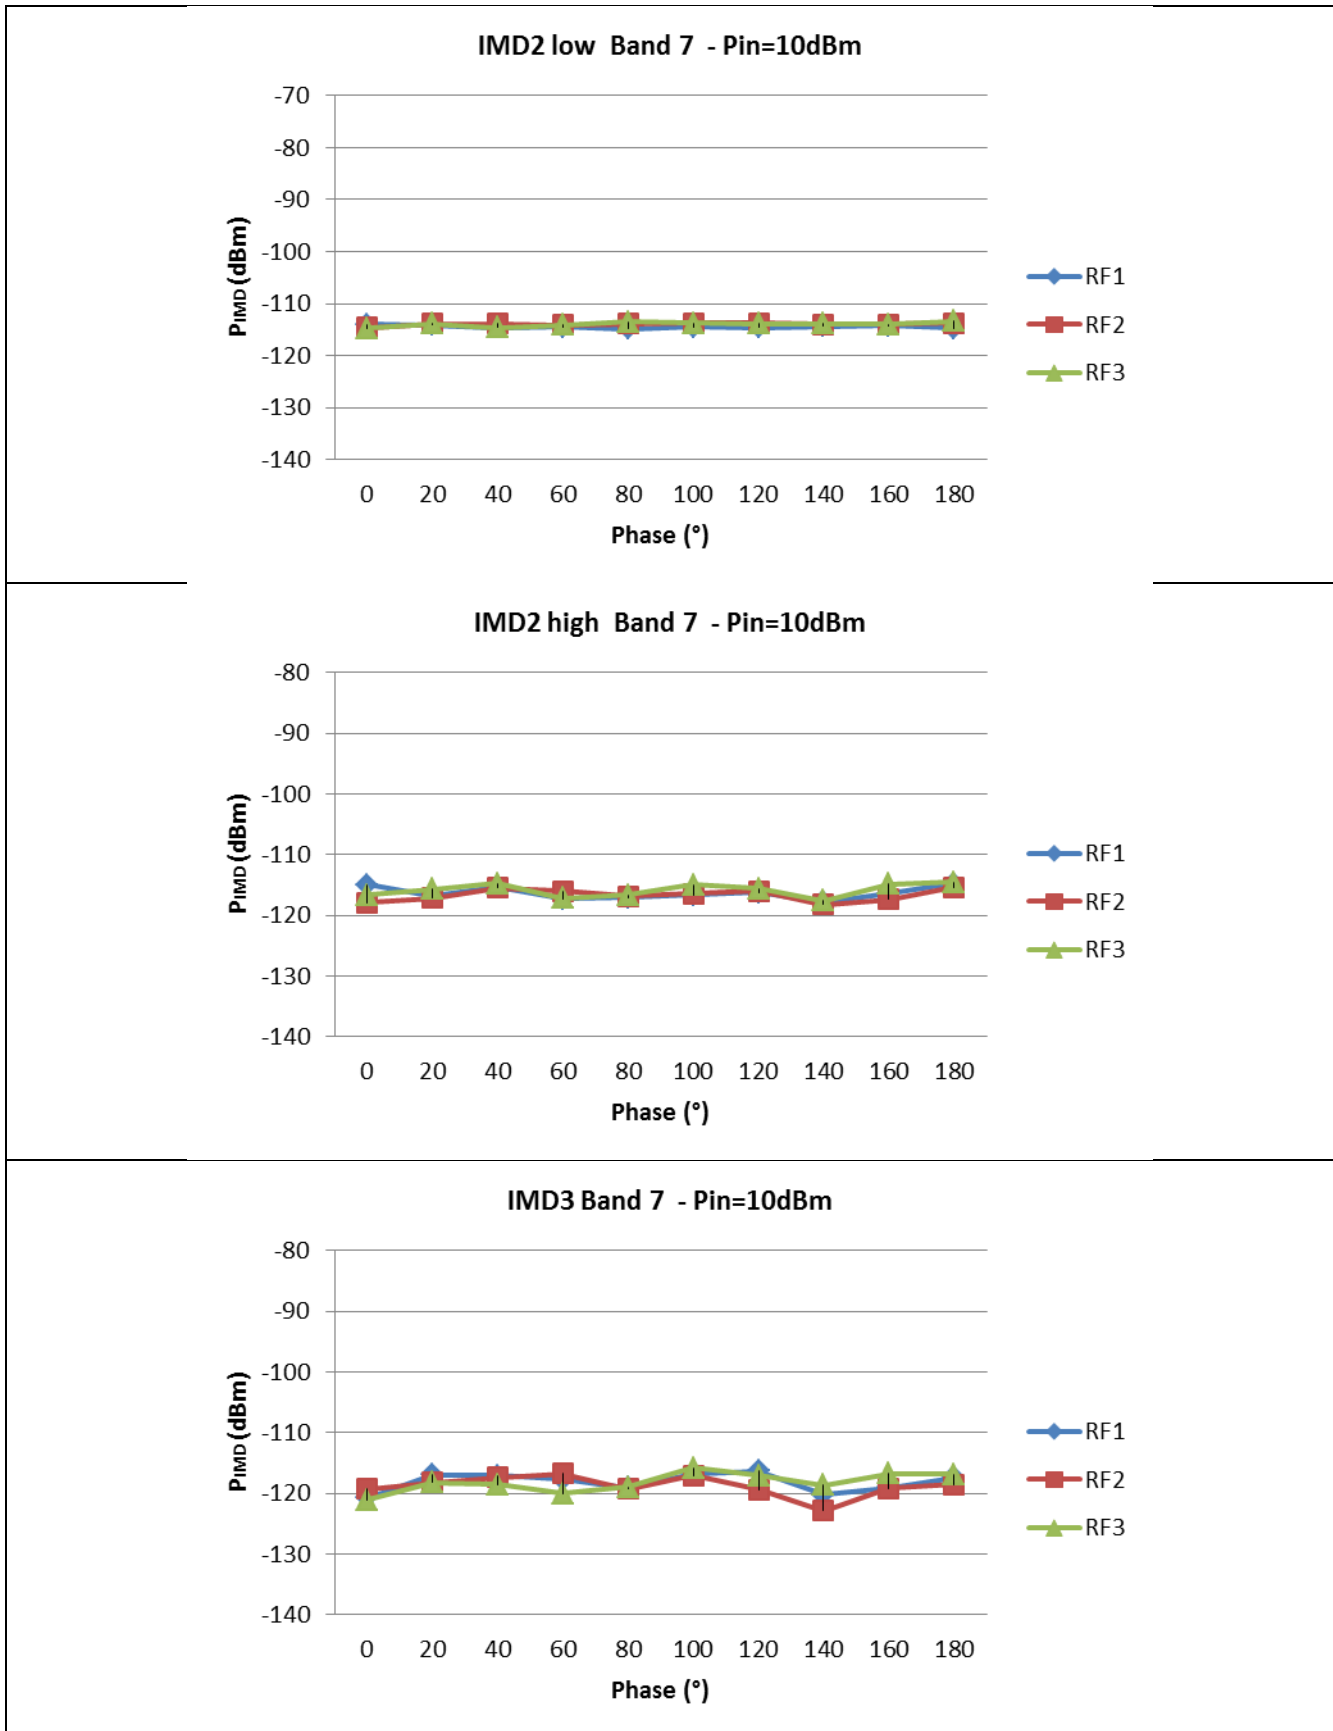 IMD2 low  Band 7  - Pin=10dBm
-70
-80
-90
-100
-110
-120
-130
-140
PIMD (dBm)
0 20 40 60 80 100 120 140 160 180
Phase (°)
RF1
RF2
RF3
IMD2 high  Band 7  - Pin=10dBm
-80
-90
-100
-110
-120
-130
-140
PIMD (dBm)
0 20 40 60 80 100 120 140 160 180
Phase (°)
RF1
RF2
RF3
IMD3 Band 7  - Pin=10dBm
-80
-90
-100
-110
-120
-130
-140
PIMD (dBm)
0 20 40 60 80 100 120 140 160 180
Phase (°)
RF1
RF2
RF3